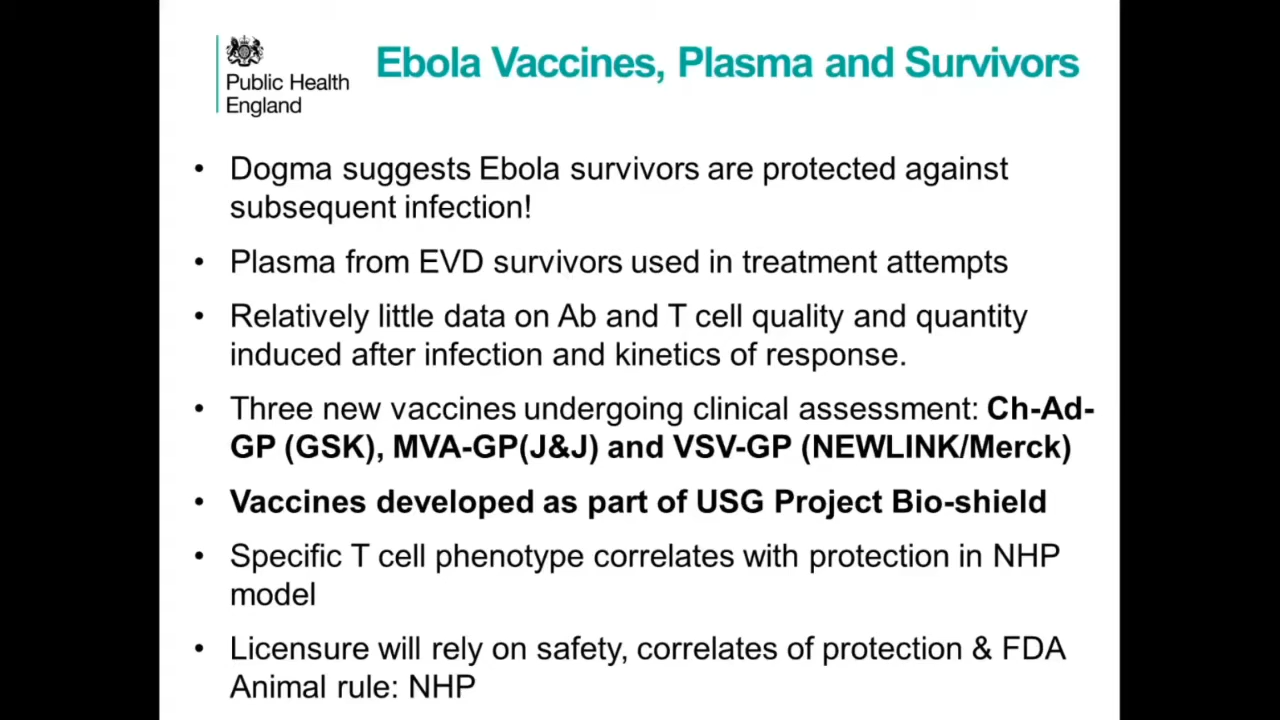 Public Health
England
Ebola Vaccines, Plasma and Survivors
• Dogma suggests Ebola survivors are protected against
subsequent infection!
• Plasma from EVD survivors used in treatment attempts
• Relatively little data on Ab and T cell quality and quantity
induced after infection and kinetics of response.
• Three new vaccines undergoing clinical assessment: Ch-Ad-
GP (GSK), MVA-GP(J&J) and VSV-GP (NEWLINK/Merck)
• Vaccines developed as part of USG Project Bio-shield
• Specific T cell phenotype correlates with protection in NHP
model
• Licensure will rely on safety, correlates of protection & FDA
Animal rule: NHP